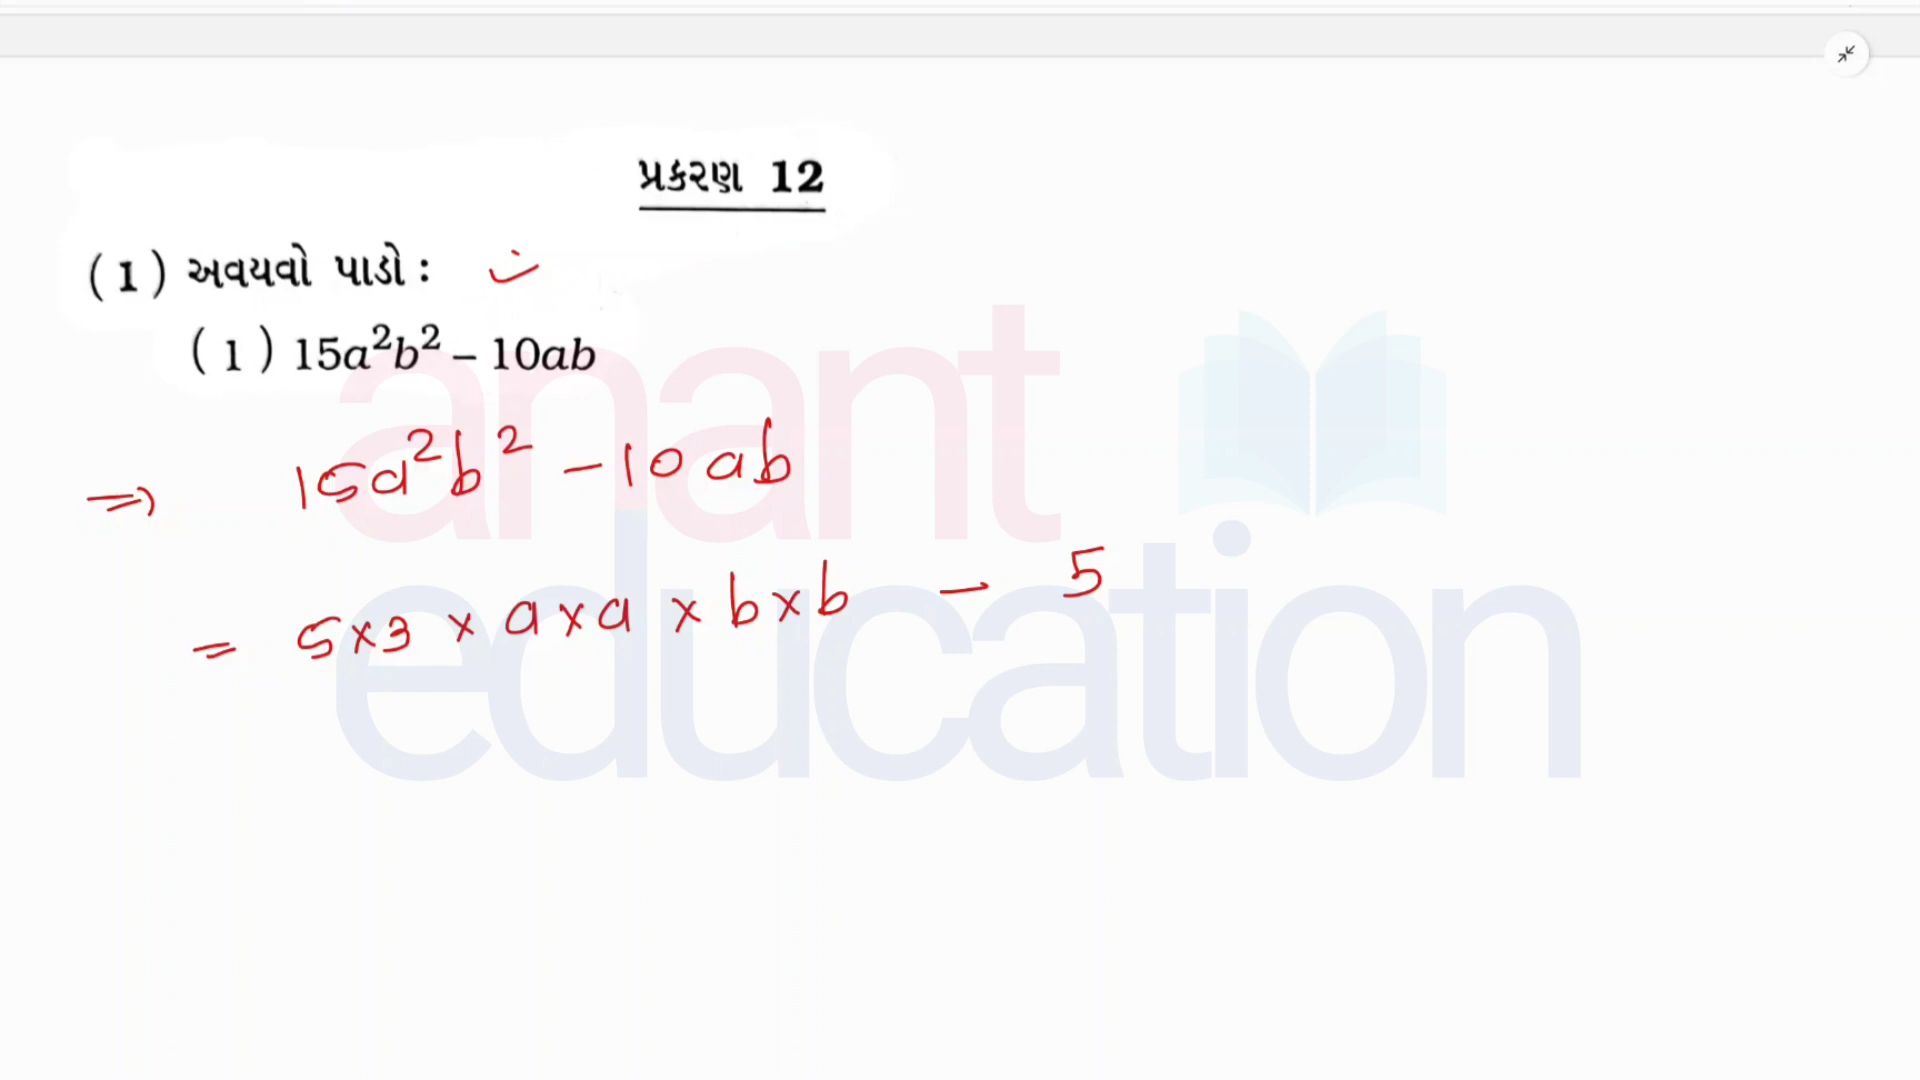 પ્રકરણ 12
(1) અવયવો પાડો :
(1) 15a²b² – 10ab
⇒ 15a²b² – 10ab
= 5×3 × a×a × b×b – 5
anant
education